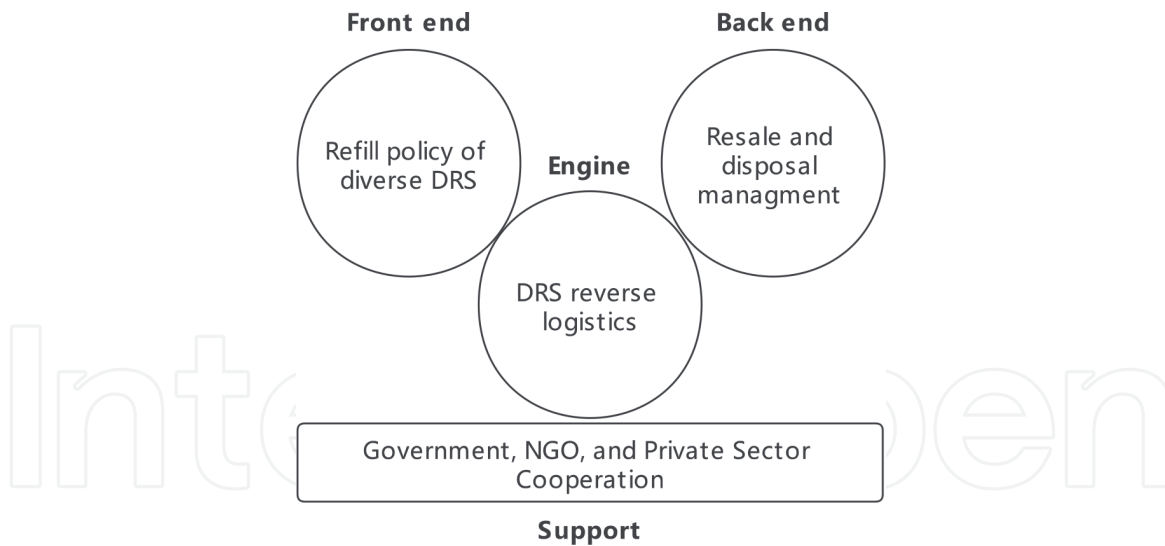 Front end
Back end
Refill policy of
diverse DRS
Resale and
disposal
managment
Engine
DRS reverse
logistics
Government, NGO, and Private Sector
Cooperation
Support